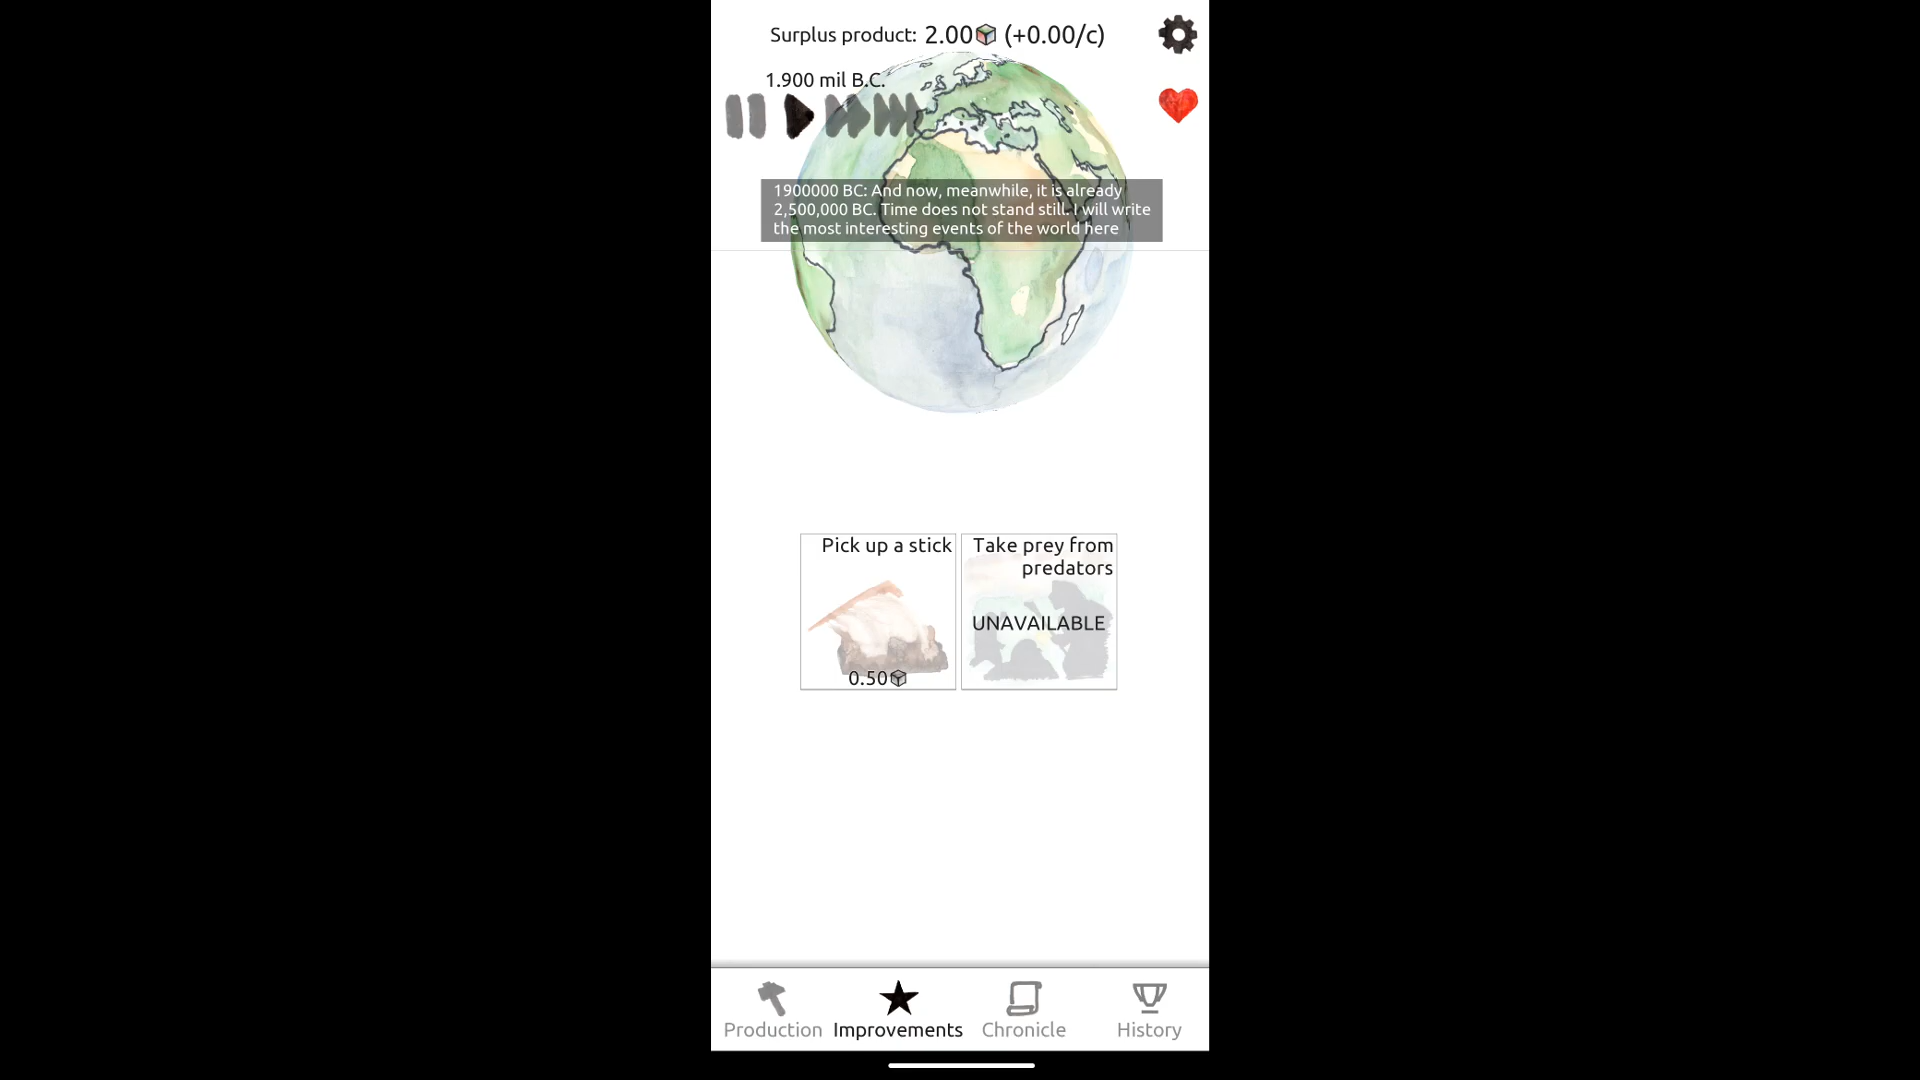 Surplus product: 2.00 (+0.00/c)
1.900 mil B.C.
1900000 BC: And now, meanwhile, it is already
2,500,000 BC. Time does not stand still. I will write
the most interesting events of the world here
Pick up a stick
0.50
Take prey from
predators
UNAVAILABLE
Production
Improvements
Chronicle
History